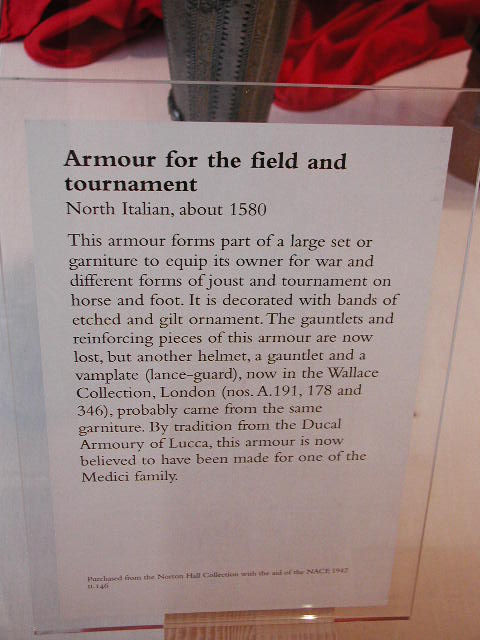 Armour for the field and
tournament
North Italian, about 1580
This armour forms part of a large set or
garniture to equip its owner for war and
different forms of joust and tournament on
horse and foot. It is decorated with bands of
etched and gilt ornament. The gauntlets and
reinforcing pieces of this armour are now
lost, but another helmet, a gauntlet and a
vamplate (lance-guard), now in the Wallace
Collection, London (nos. A.191, 178 and
346), probably came from the same
garniture. By tradition from the Ducal
Armoury of Lucca, this armour is now
believed to have been made for one of the
Medici family.
Purchased from the Norton Hall Collection with the aid of the NACF, 1942
II.146